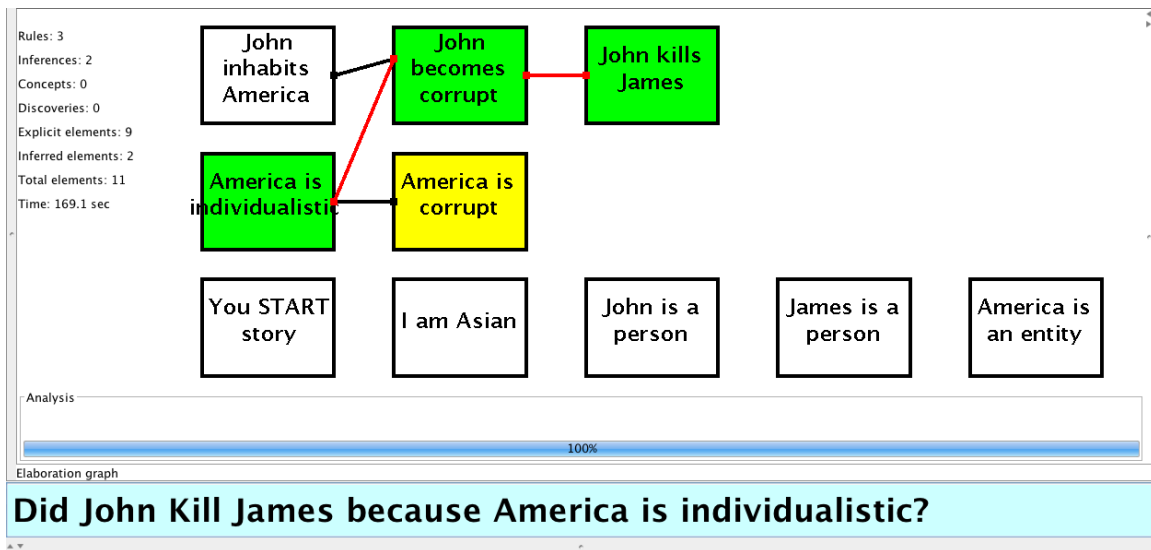 Rules: 3
Inferences: 2
Concepts: 0
Discoveries: 0
Explicit elements: 9
Inferred elements: 2
Total elements: 11
Time: 169.1 sec
John
inhabits
America
John
becomes
corrupt
John kills
James
America is
individualistic
America is
corrupt
You START
story
I am Asian
John is a
person
James is a
person
America is
an entity
Analysis
100%
Elaboration graph
Did John Kill James because America is individualistic?